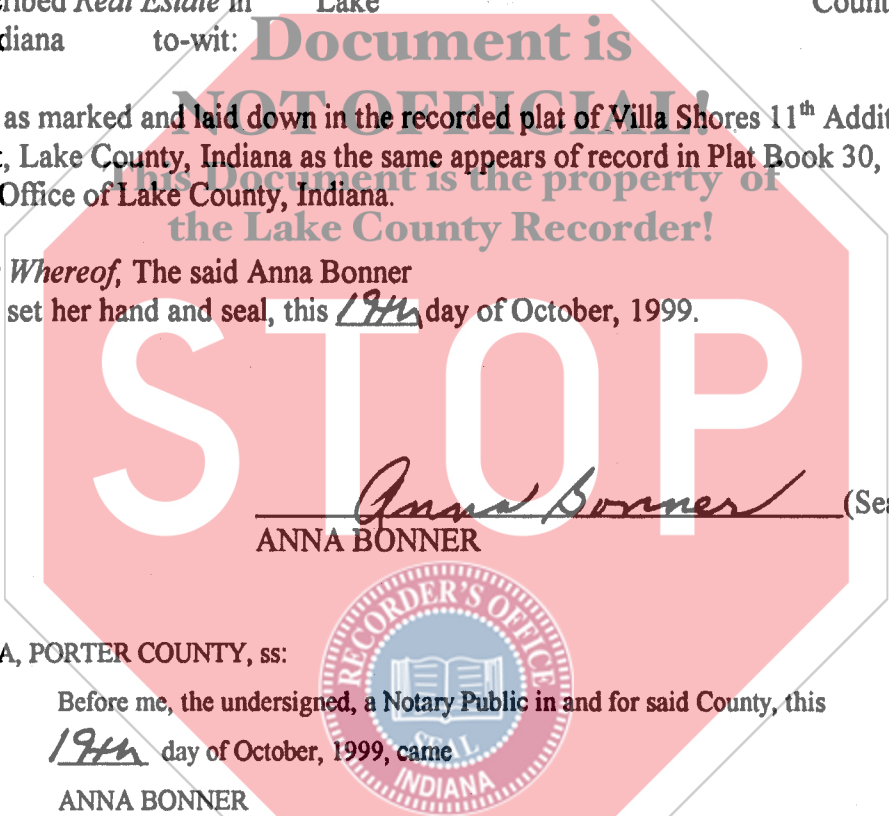 cribed Real Estate in Lake Count
diana to-wit:
Document is
NOT OFFICIAL!
as marked and laid down in the recorded plat of Villa Shores 11th Addit
, Lake County, Indiana as the same appears of record in Plat Book 30,
This Document is the property of
Office of Lake County, Indiana.
the Lake County Recorder!
Whereof, The said Anna Bonner
set her hand and seal, this 19th day of October, 1999.
STOP
Anna Bonner (Sea
ANNA BONNER
RECORDER'S OFFICE
A, PORTER COUNTY, ss:
Before me, the undersigned, a Notary Public in and for said County, this
19th day of October, 1999, came
SEAL
INDIANA
ANNA BONNER